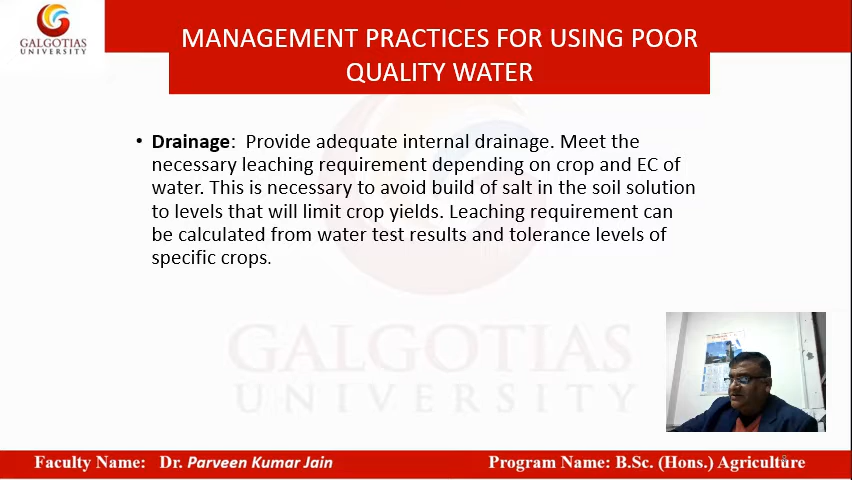 GALGOTIAS
UNIVERSITY
MANAGEMENT PRACTICES FOR USING POOR
QUALITY WATER
• Drainage:  Provide adequate internal drainage. Meet the
necessary leaching requirement depending on crop and EC of
water. This is necessary to avoid build of salt in the soil solution
to levels that will limit crop yields. Leaching requirement can
be calculated from water test results and tolerance levels of
specific crops.
GALGOTIAS
UNIVERSITY
Faculty Name:   Dr. Parveen Kumar Jain
Program Name: B.Sc. (Hons.) Agriculture